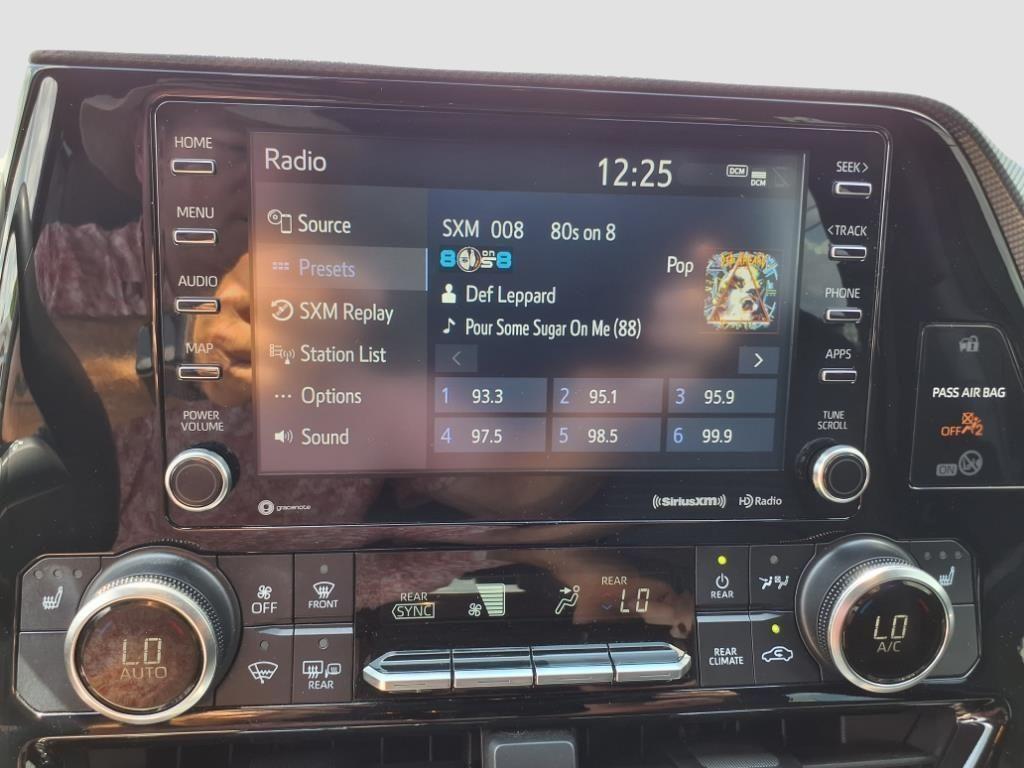 HOME
MENU
AUDIO
MAP
POWER
VOLUME
Radio
12:25
DCM
DCM
Source
Presets
SXM Replay
Station List
Options
Sound
SXM 008 80s on 8
80s on 8
Pop
Def Leppard
Pour Some Sugar On Me (88)
<
>
1 93.3
2 95.1
3 95.9
4 97.5
5 98.5
6 99.9
gracenote
((SiriusXM))
HD Radio
SEEK>
<TRACK
PHONE
APPS
TUNE
SCROLL
PASS AIR BAG
OFF 2
ON
LO
AUTO
OFF
FRONT
REAR
REAR
SYNC
REAR
LO
REAR
REAR
CLIMATE
LO
A/C